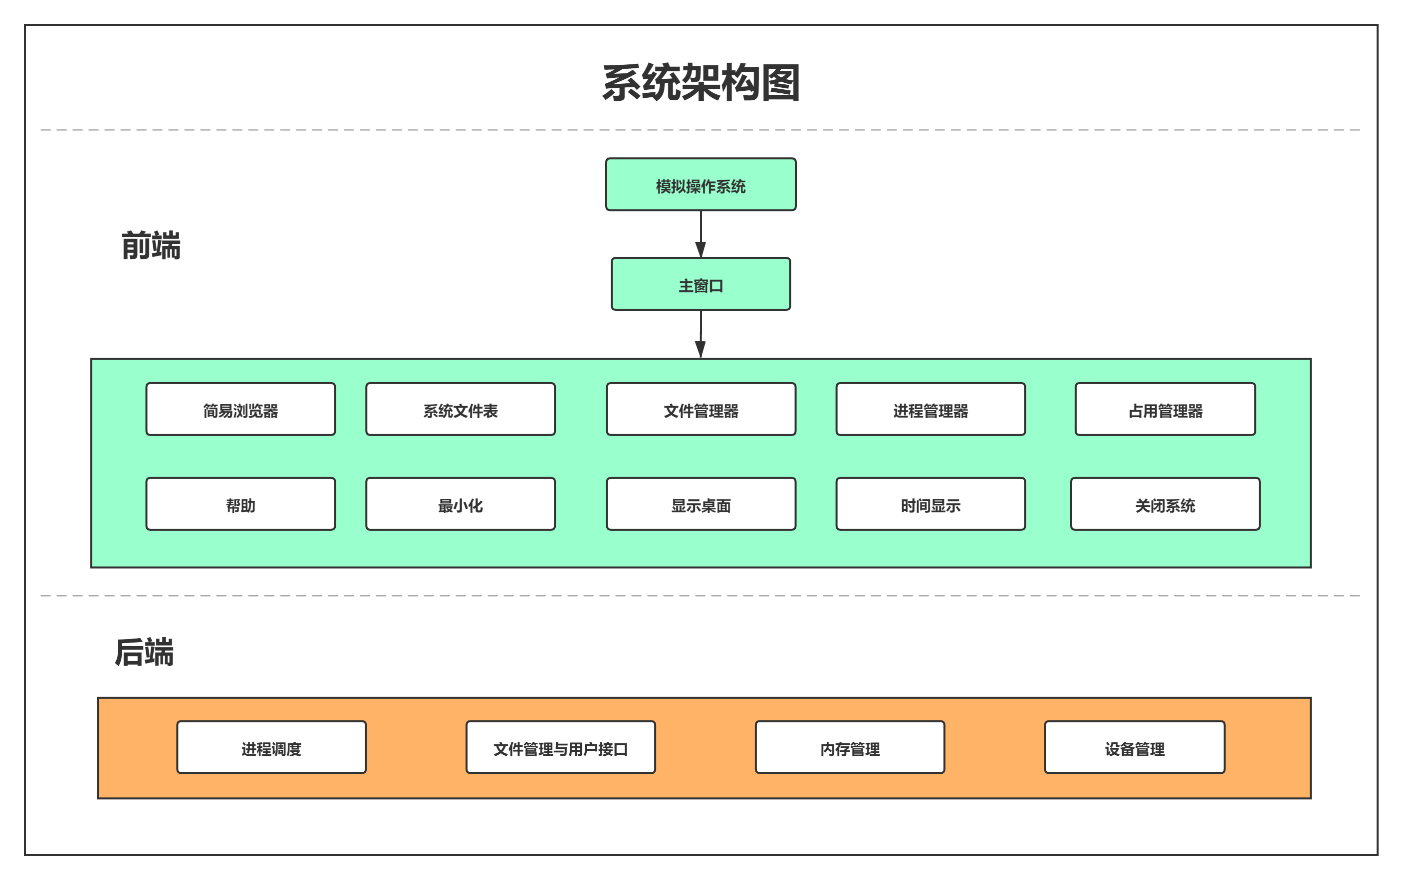 系统架构图
前端
模拟操作系统
主窗口
简易浏览器
系统文件表
文件管理器
进程管理器
占用管理器
帮助
最小化
显示桌面
时间显示
关闭系统
后端
进程调度
文件管理与用户接口
内存管理
设备管理